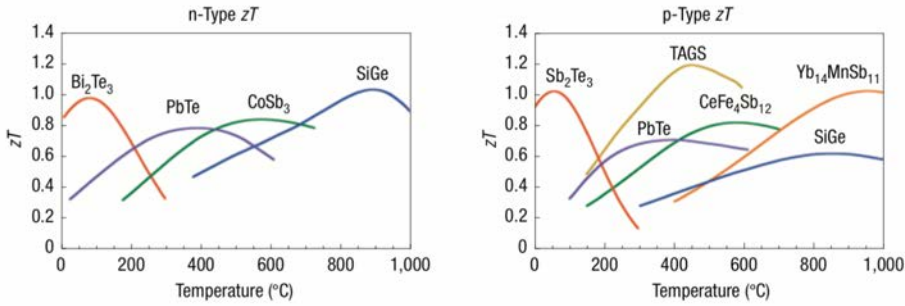 n-Type zT
1.4
1.2
1.0
0.8
0.6
0.4
0.2
0
zT
Bi2Te3
PbTe
CoSb3
SiGe
0
200
400
600
800
1,000
Temperature (°C)
p-Type zT
1.4
1.2
1.0
0.8
0.6
0.4
0.2
0
zT
Sb2Te3
TAGS
PbTe
CeFe4Sb12
Yb14MnSb11
SiGe
0
200
400
600
800
1,000
Temperature (°C)